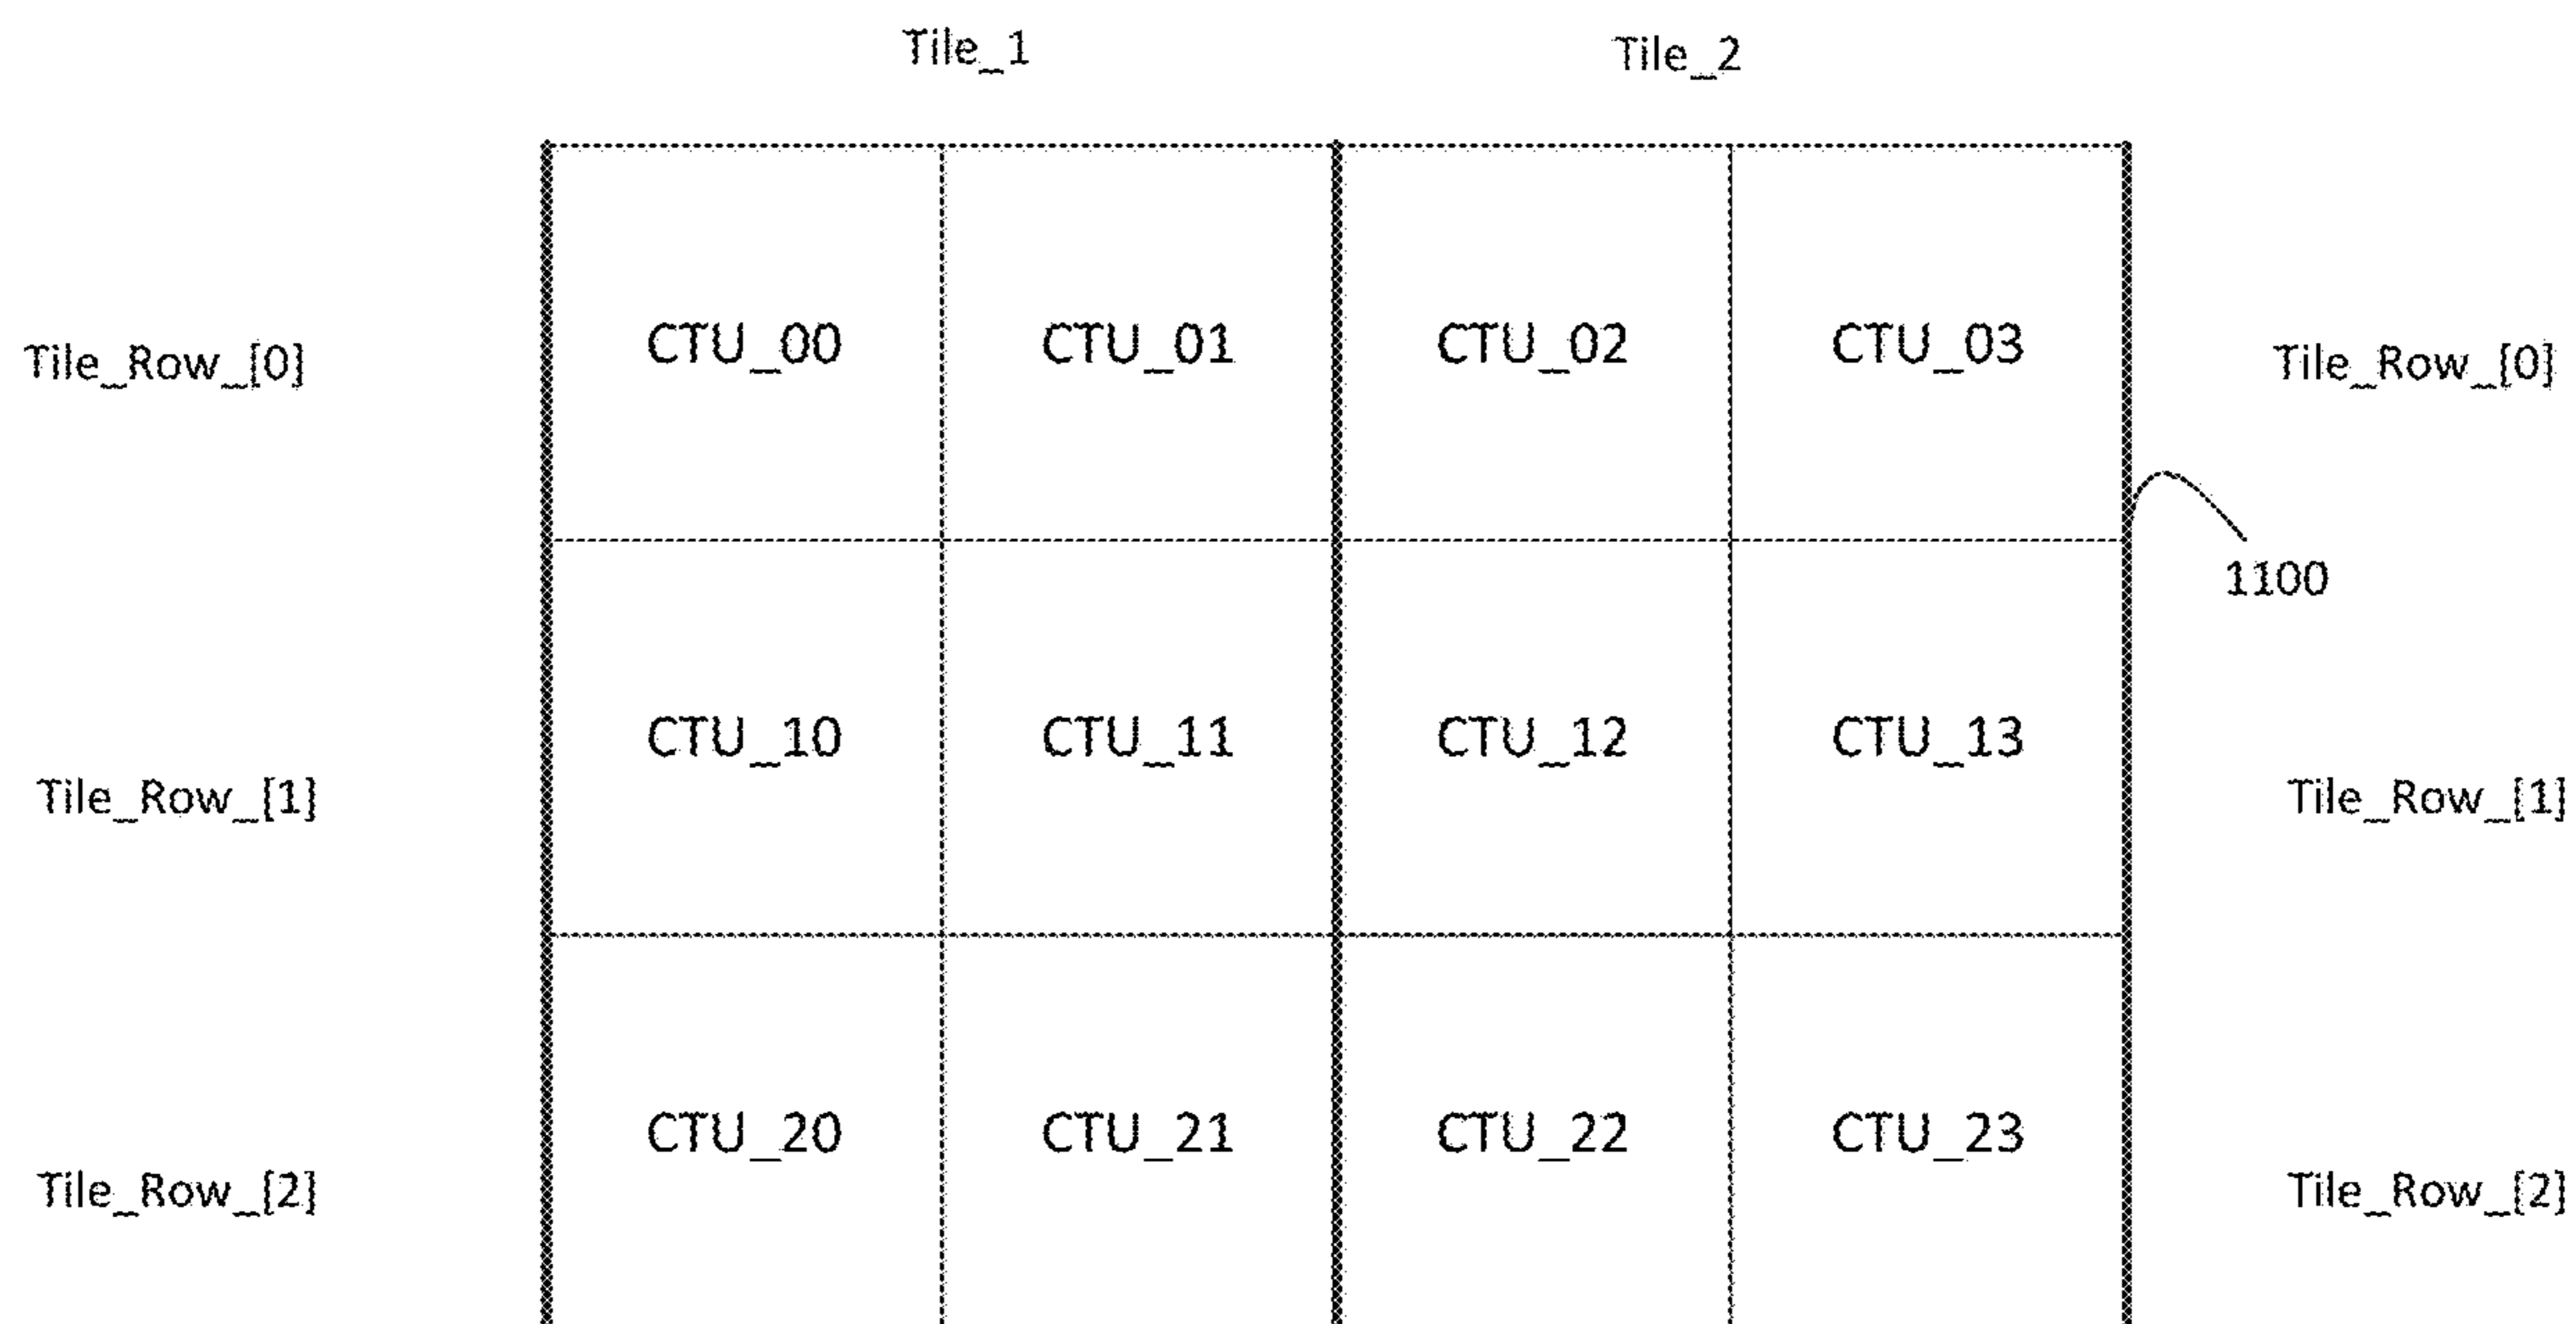 Tile_1 Tile_2
Tile_Row_[0] CTU_00 CTU_01 CTU_02 CTU_03 Tile_Row_[0]
1100
Tile_Row_[1] CTU_10 CTU_11 CTU_12 CTU_13 Tile_Row_[1]
Tile_Row_[2] CTU_20 CTU_21 CTU_22 CTU_23 Tile_Row_[2]